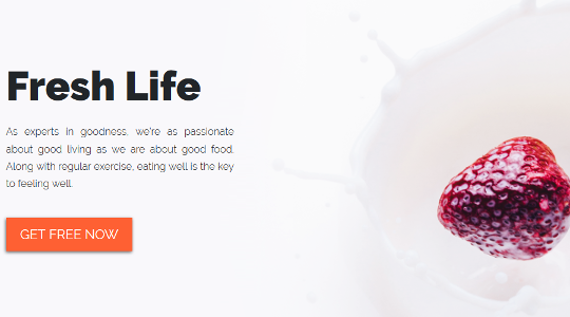 Fresh Life
As experts in goodness, we're as passionate
about good living as we are about good food.
Along with regular exercise, eating well is the key
to feeling well.
GET FREE NOW